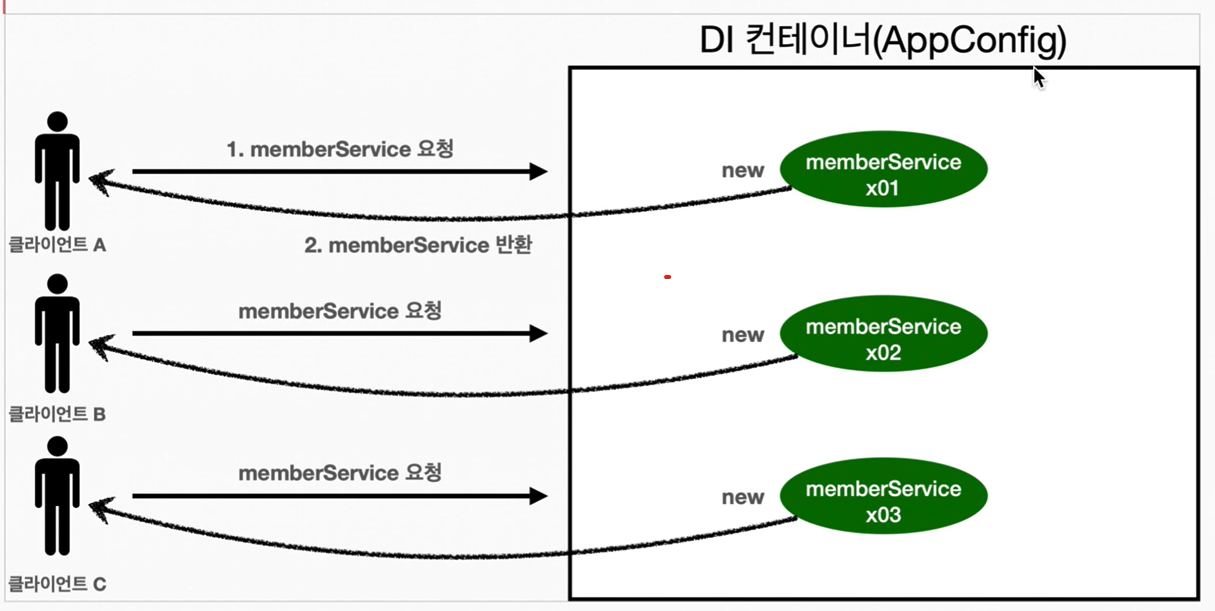 DI 컨테이너(AppConfig)
1. memberService 요청
new
memberService
x01
클라이언트 A
2. memberService 반환
memberService 요청
new
memberService
x02
클라이언트 B
memberService 요청
new
memberService
x03
클라이언트 C